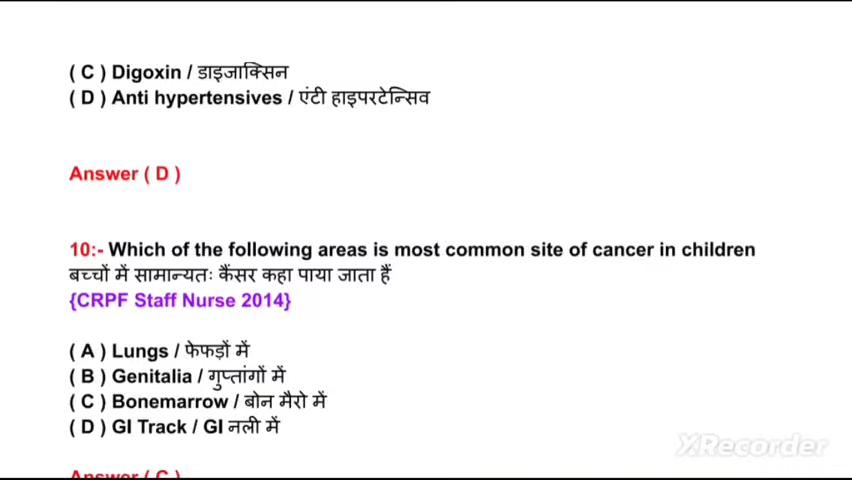 ( C ) Digoxin / डाइजाक्सिन
( D ) Anti hypertensives / एंटी हाइपरटेन्सिव
Answer ( D )
10:- Which of the following areas is most common site of cancer in children
बच्चों में सामान्यतः कैंसर कहा पाया जाता हैं
{CRPF Staff Nurse 2014}
( A ) Lungs / फेफड़ों में
( B ) Genitalia / गुप्तांगों में
( C ) Bonemarrow / बोन मैरो में
( D ) GI Track / GI नली में
Answer ( C )
XRecorder